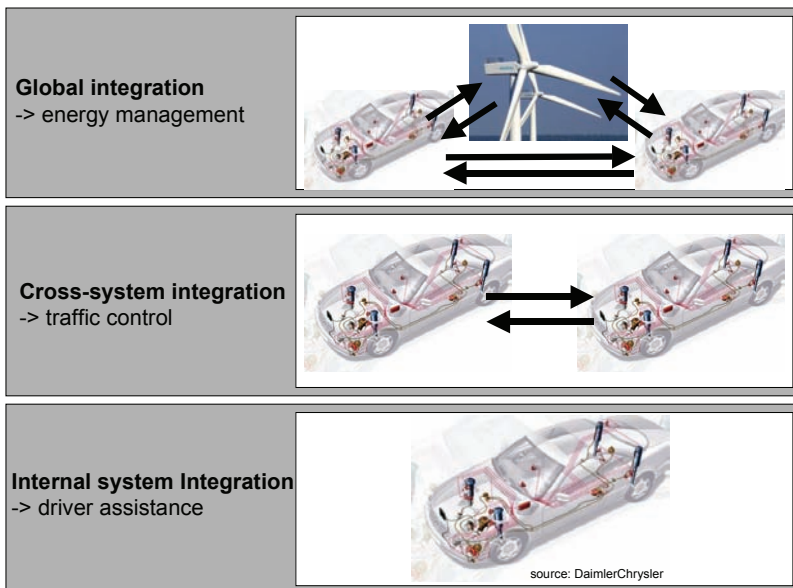 Global integration
-> energy management
Cross-system integration
-> traffic control
Internal system Integration
-> driver assistance
source: DaimlerChrysler